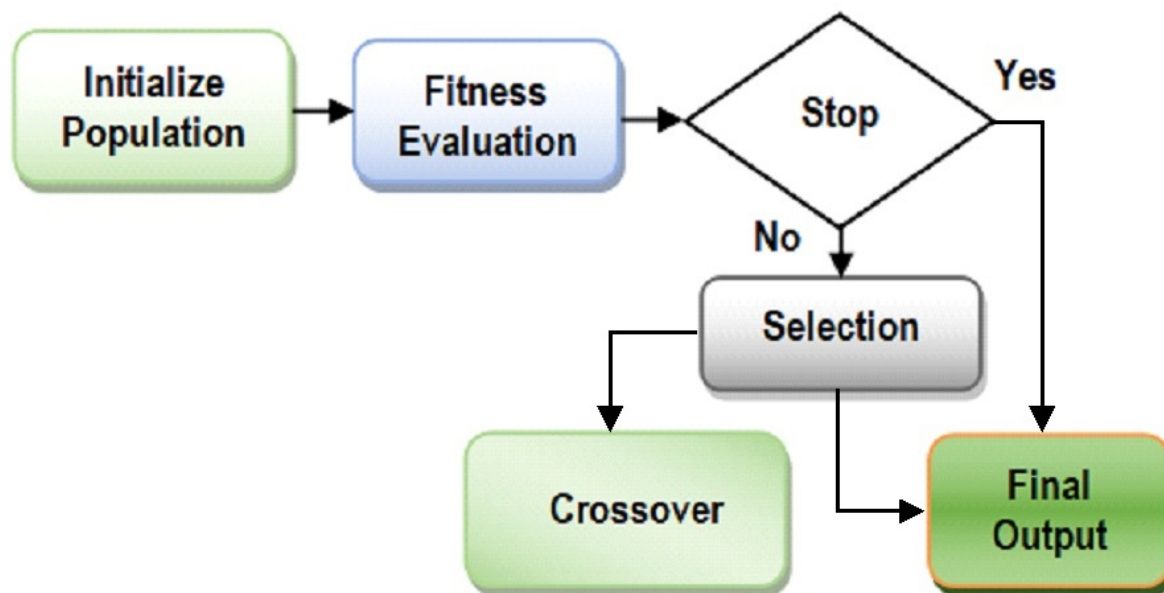 Initialize
Population
Fitness
Evaluation
Stop
Yes
No
Selection
Crossover
Final
Output